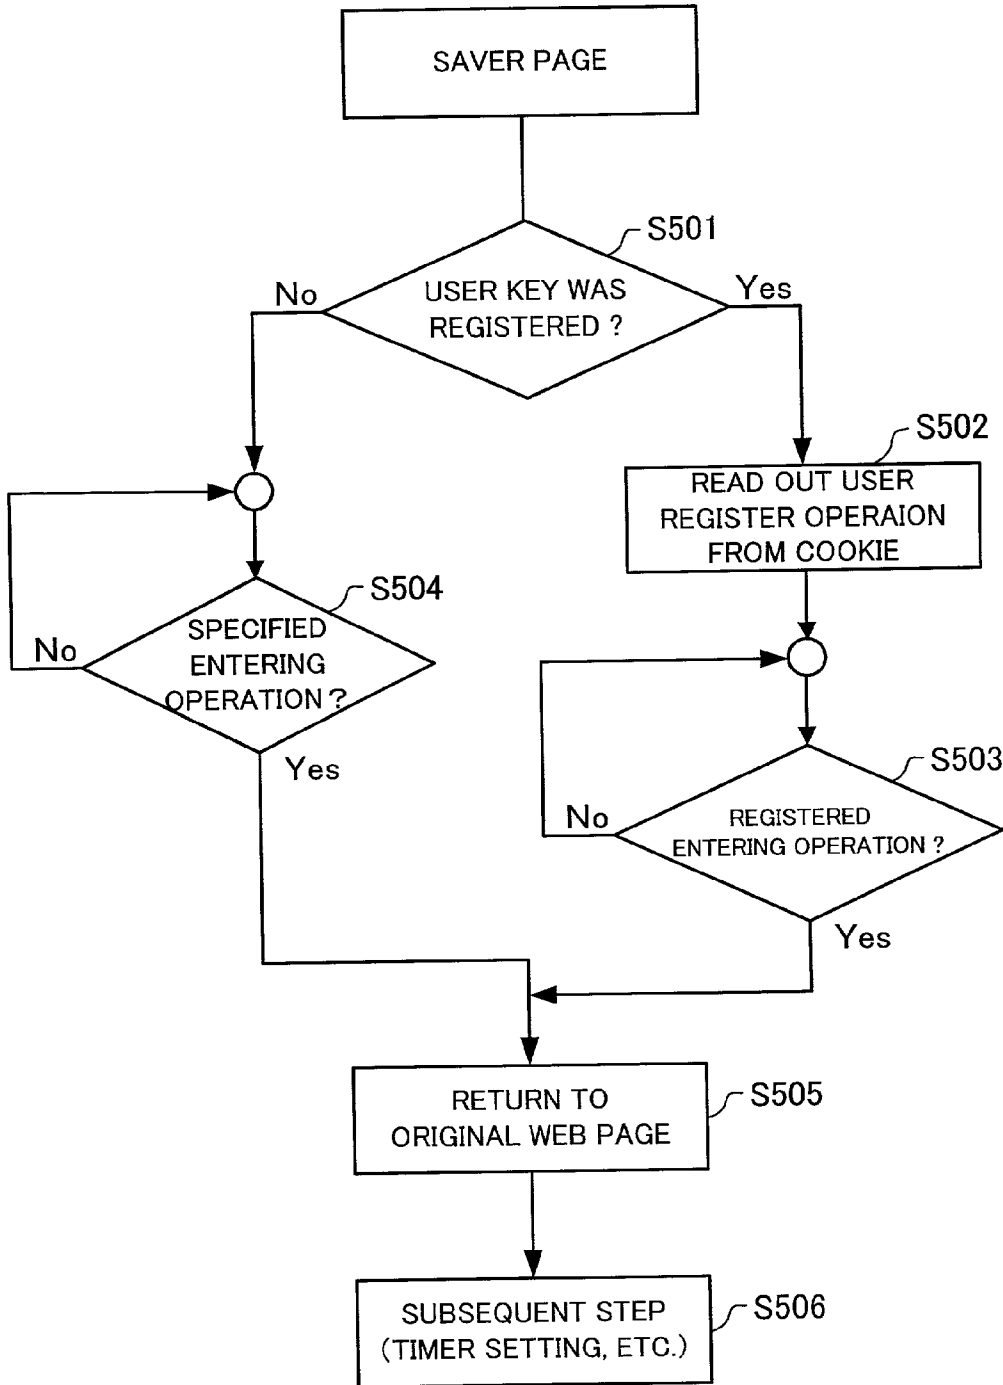 SAVER PAGE
S501
USER KEY WAS
REGISTERED ?
No
Yes
S502
READ OUT USER
REGISTER OPERAION
FROM COOKIE
S504
SPECIFIED
ENTERING
OPERATION ?
No
Yes
S503
REGISTERED
ENTERING OPERATION ?
No
Yes
RETURN TO
ORIGINAL WEB PAGE
S505
SUBSEQUENT STEP
(TIMER SETTING, ETC.)
S506